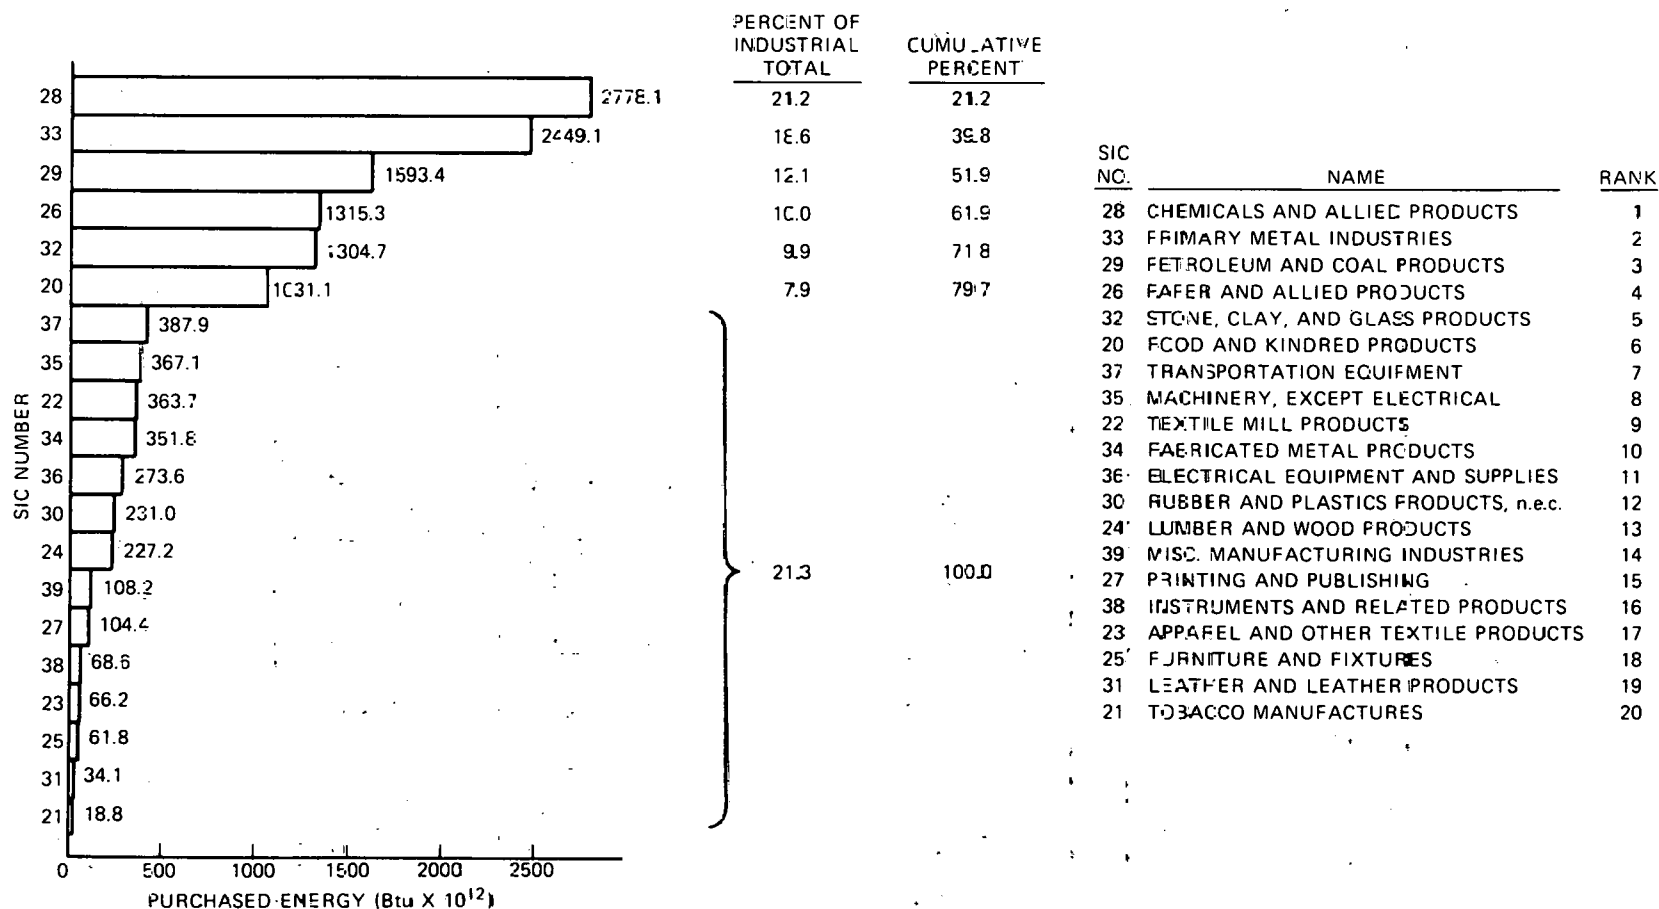 PERCENT OF INDUSTRIAL TOTAL
CUMULATIVE PERCENT
28 2778.1 21.2 21.2
33 2449.1 18.6 39.8
29 1593.4 12.1 51.9
26 1315.3 10.0 61.9
32 1304.7 9.9 71.8
20 1031.1 7.9 79.7
37 387.9
35 367.1
22 363.7
34 351.8
36 273.6
30 231.0
24 227.2
21.3 100.0
39 108.2
27 104.4
38 68.6
23 66.2
25 61.8
31 34.1
21 18.8
SIC NUMBER
0 500 1000 1500 2000 2500
PURCHASED ENERGY (Btu X 10¹²)
SIC NO. NAME RANK
28 CHEMICALS AND ALLIED PRODUCTS 1
33 PRIMARY METAL INDUSTRIES 2
29 PETROLEUM AND COAL PRODUCTS 3
26 PAPER AND ALLIED PRODUCTS 4
32 STONE, CLAY, AND GLASS PRODUCTS 5
20 FOOD AND KINDRED PRODUCTS 6
37 TRANSPORTATION EQUIPMENT 7
35 MACHINERY, EXCEPT ELECTRICAL 8
22 TEXTILE MILL PRODUCTS 9
34 FABRICATED METAL PRODUCTS 10
36 ELECTRICAL EQUIPMENT AND SUPPLIES 11
30 RUBBER AND PLASTICS PRODUCTS, n.e.c. 12
24 LUMBER AND WOOD PRODUCTS 13
39 MISC. MANUFACTURING INDUSTRIES 14
27 PRINTING AND PUBLISHING 15
38 INSTRUMENTS AND RELATED PRODUCTS 16
23 APPAREL AND OTHER TEXTILE PRODUCTS 17
25 FURNITURE AND FIXTURES 18
31 LEATHER AND LEATHER PRODUCTS 19
21 TOBACCO MANUFACTURES 20